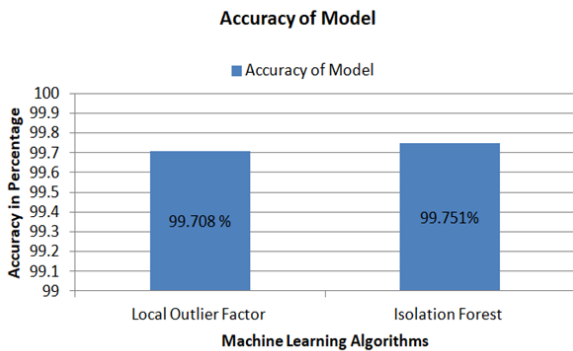 Accuracy of Model
Accuracy of Model
100
99.9
99.8
99.7
99.6
99.5
99.4
99.3
99.2
99.1
99
Accuracy in Percentage
99.708 %
99.751%
Local Outlier Factor
Isolation Forest
Machine Learning Algorithms